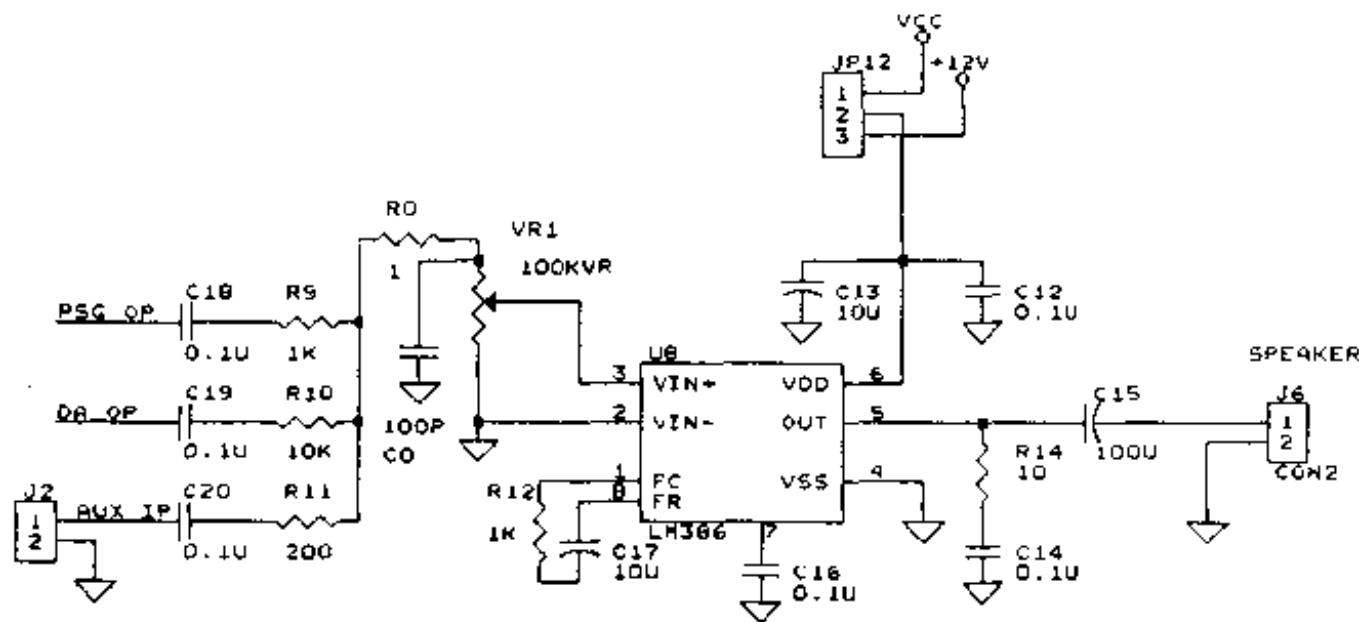 VCC
JP12
+12V
1
2
3
R0
VR1
1
100KVR
C18
R9
PSG OP
0.1U
1K
C13
10U
C12
0.1U
U8
SPEAKER
3
VIN+
VDD
6
C19
R10
DA OP
0.1U
10K
100P
C0
2
VIN-
OUT
5
C15
100U
J6
1
2
CON2
R14
10
J2
1
2
C20
R11
AUX IP
0.1U
200
R12
1K
1
FC
8
FR
VSS
4
LM386
7
C17
10U
C16
0.1U
C14
0.1U